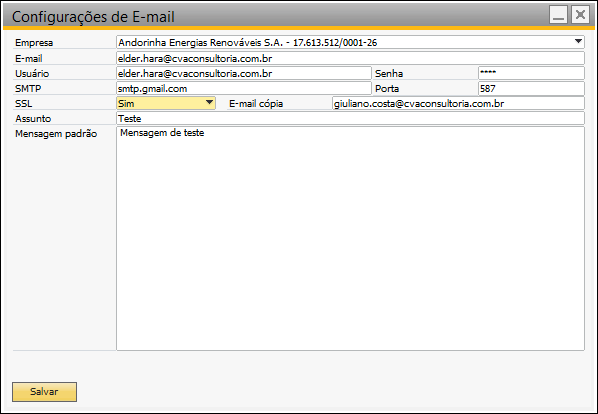 Configurações de E-mail
Empresa Andorinha Energias Renováveis S.A. - 17.613.512/0001-26
E-mail elder.hara@cvaconsultoria.com.br
Usuário elder.hara@cvaconsultoria.com.br Senha ****
SMTP smtp.gmail.com Porta 587
SSL Sim E-mail cópia giuliano.costa@cvaconsultoria.com.br
Assunto Teste
Mensagem padrão Mensagem de teste
Salvar